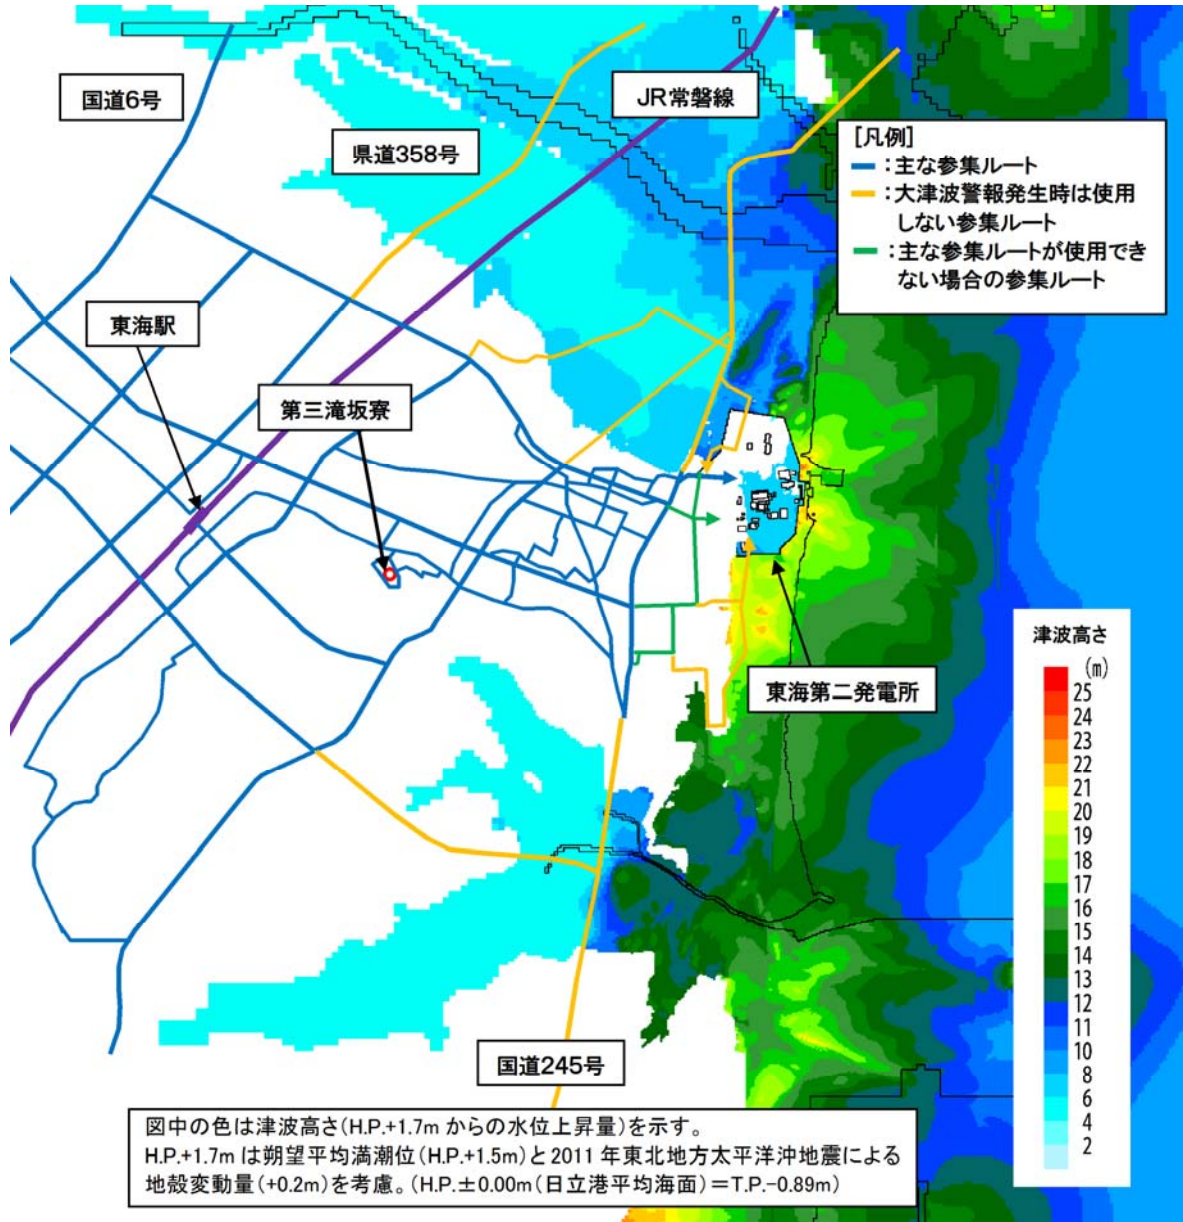 国道6号
県道358号
JR常磐線
[凡例]
:主な参集ルート
:大津波警報発生時は使用
しない参集ルート
:主な参集ルートが使用でき
ない場合の参集ルート
東海駅
第三滝坂寮
東海第二発電所
津波高さ
(m)
25
24
23
22
21
20
19
18
17
16
15
14
13
12
11
10
8
6
4
2
国道245号
図中の色は津波高さ(H.P.+1.7m からの水位上昇量)を示す。
H.P.+1.7m は朔望平均満潮位(H.P.+1.5m)と2011 年東北地方太平洋沖地震による
地殻変動量(+0.2m)を考慮。(H.P.±0.00m(日立港平均海面)=T.P.-0.89m)